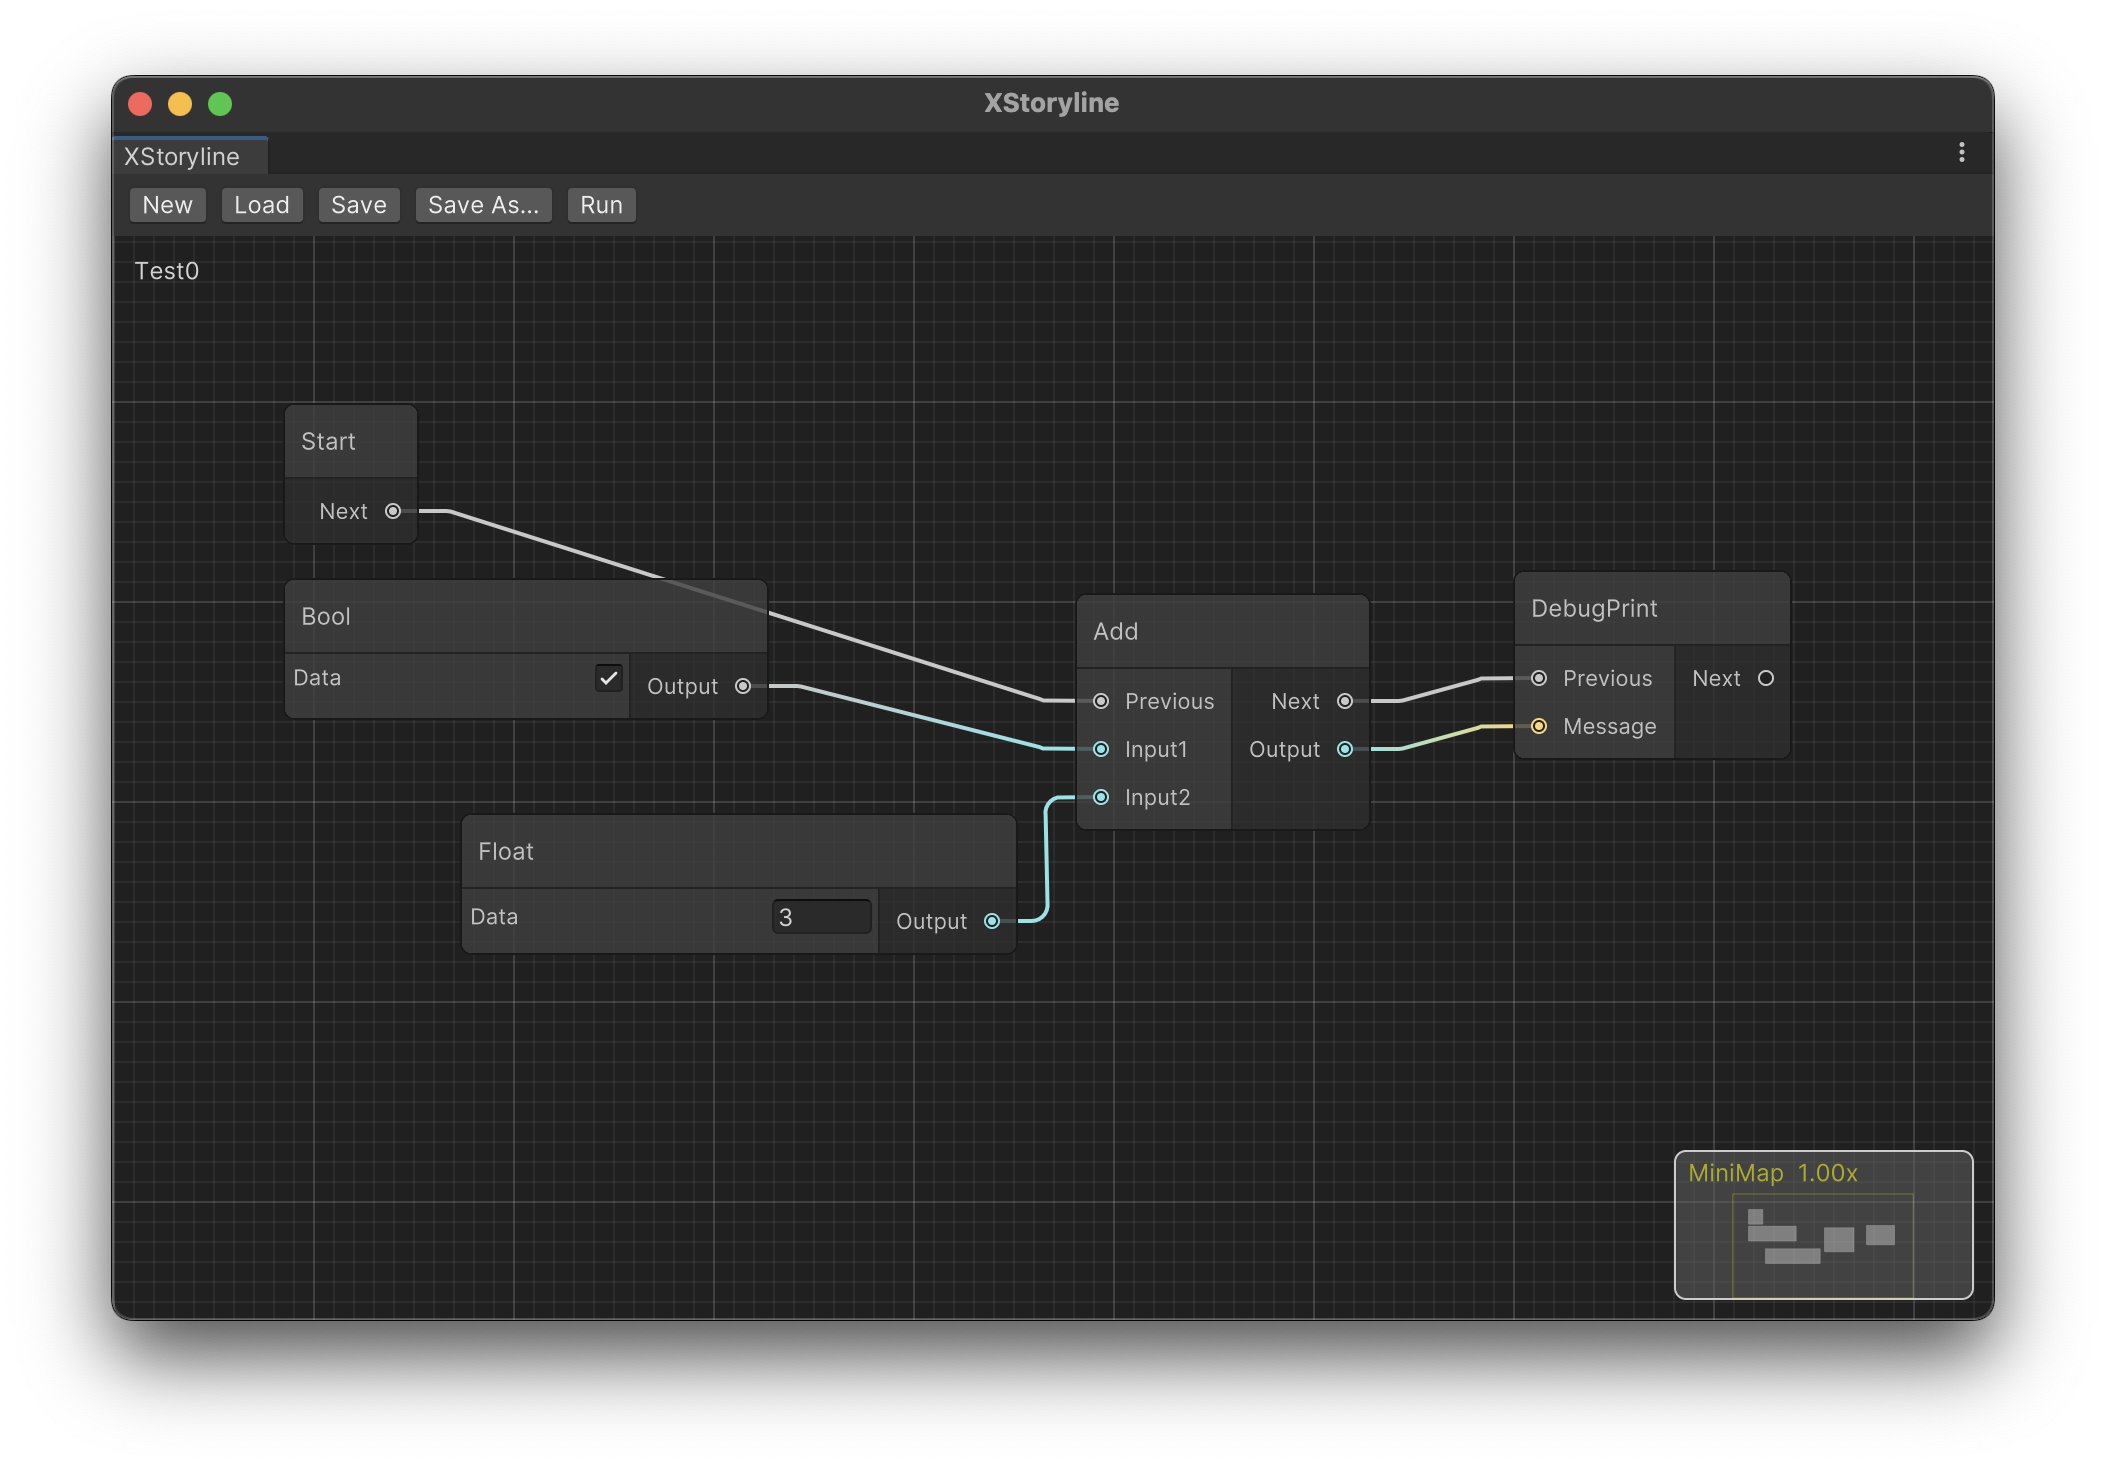 XStoryline
XStoryline
New Load Save Save As... Run
Test0
Start
Next
Bool
Data Output
Float
Data 3 Output
Add
Previous Next
Input1 Output
Input2
DebugPrint
Previous Next
Message
MiniMap 1.00x